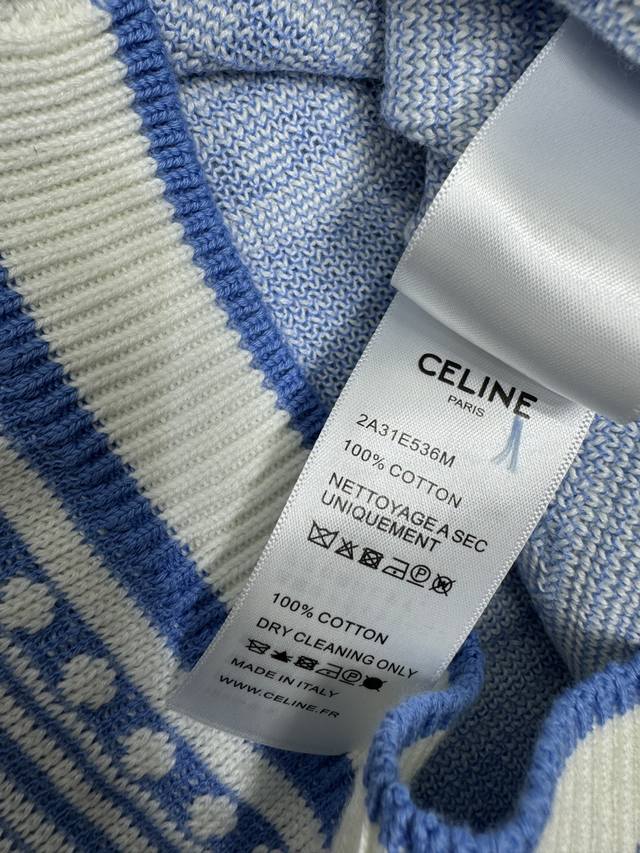 CELINE
PARIS
2A31E536M
100% COTTON
NETTOYAGE A SEC
UNIQUEMENT
100% COTTON
DRY CLEANING ONLY
MADE IN ITALY
WWW.CELINE.FR